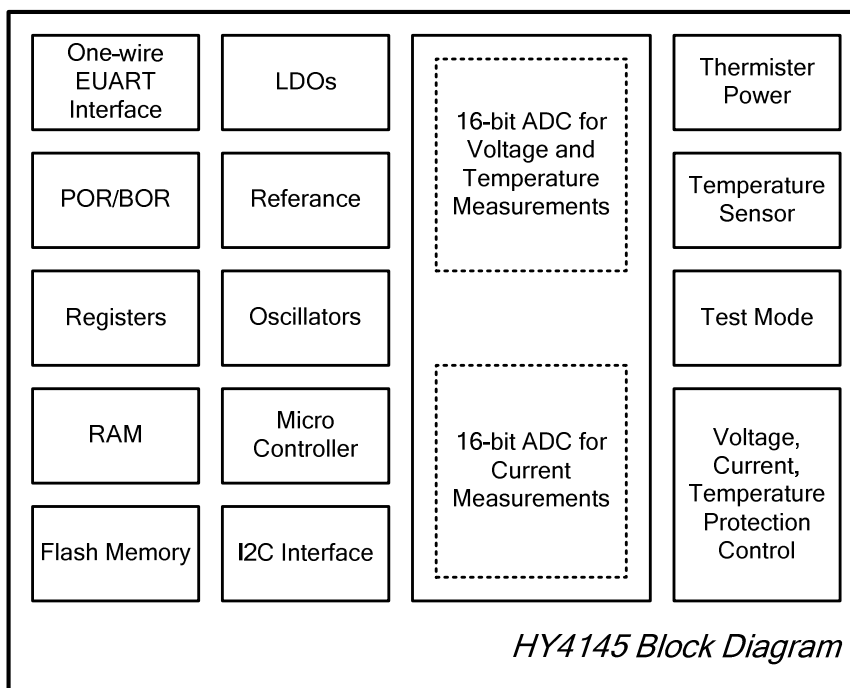 One-wire
EUART
Interface
LDOs
16-bit ADC for
Voltage and
Temperature
Measurements
Thermister
Power
POR/BOR
Referance
Temperature
Sensor
Registers
Oscillators
Test Mode
RAM
Micro
Controller
16-bit ADC for
Current
Measurements
Voltage,
Current,
Temperature
Protection
Control
Flash Memory
I2C Interface
HY4145 Block Diagram